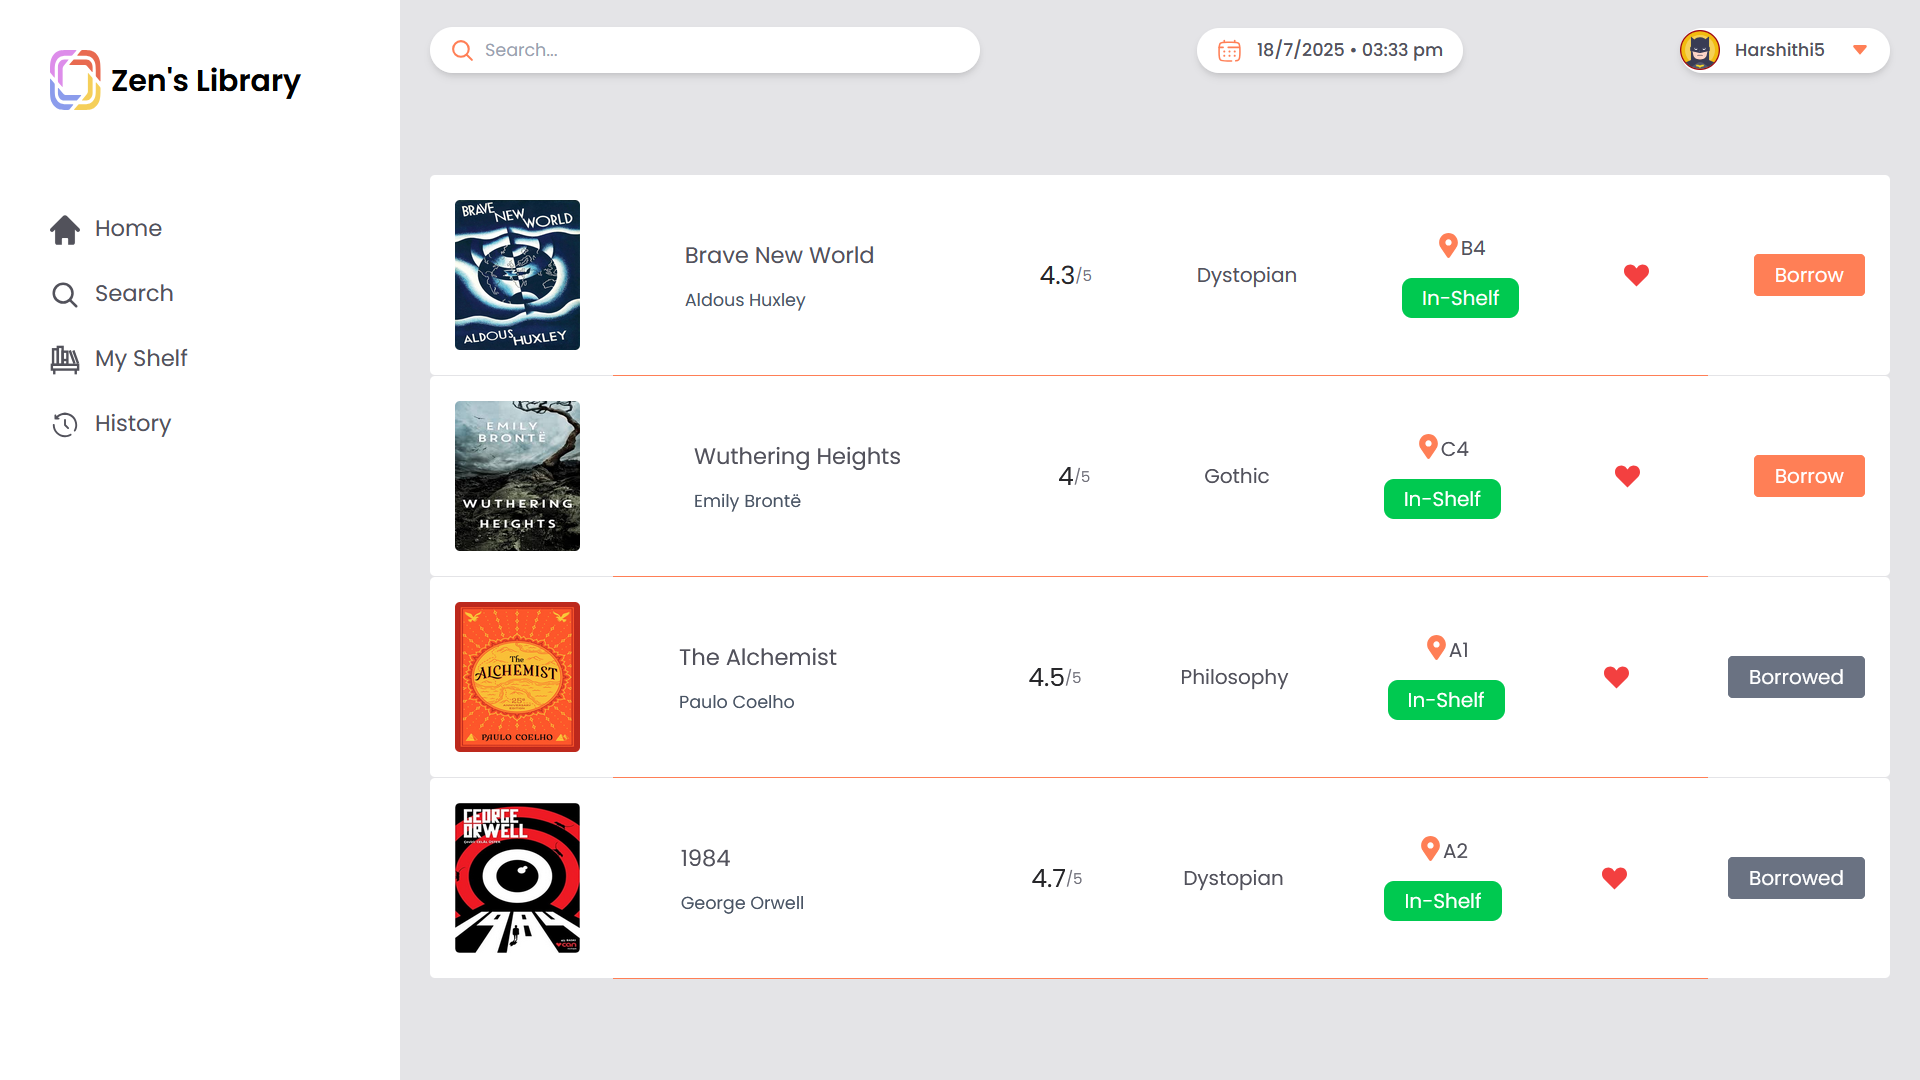 Zen's Library
Home
Search
My Shelf
History
Search...
18/7/2025 • 03:33 pm
Harshithi5
BRAVE NEW WORLD
ALDOUS HUXLEY
Brave New World
Aldous Huxley
4.3/5
Dystopian
B4
In-Shelf
Borrow
EMILY
BRONTË
WUTHERING
HEIGHTS
Wuthering Heights
Emily Brontë
4/5
Gothic
C4
In-Shelf
Borrow
The
ALCHEMIST
PAULO COELHO
The Alchemist
Paulo Coelho
4.5/5
Philosophy
A1
In-Shelf
Borrowed
GEORGE
ORWELL
1984
1984
George Orwell
4.7/5
Dystopian
A2
In-Shelf
Borrowed